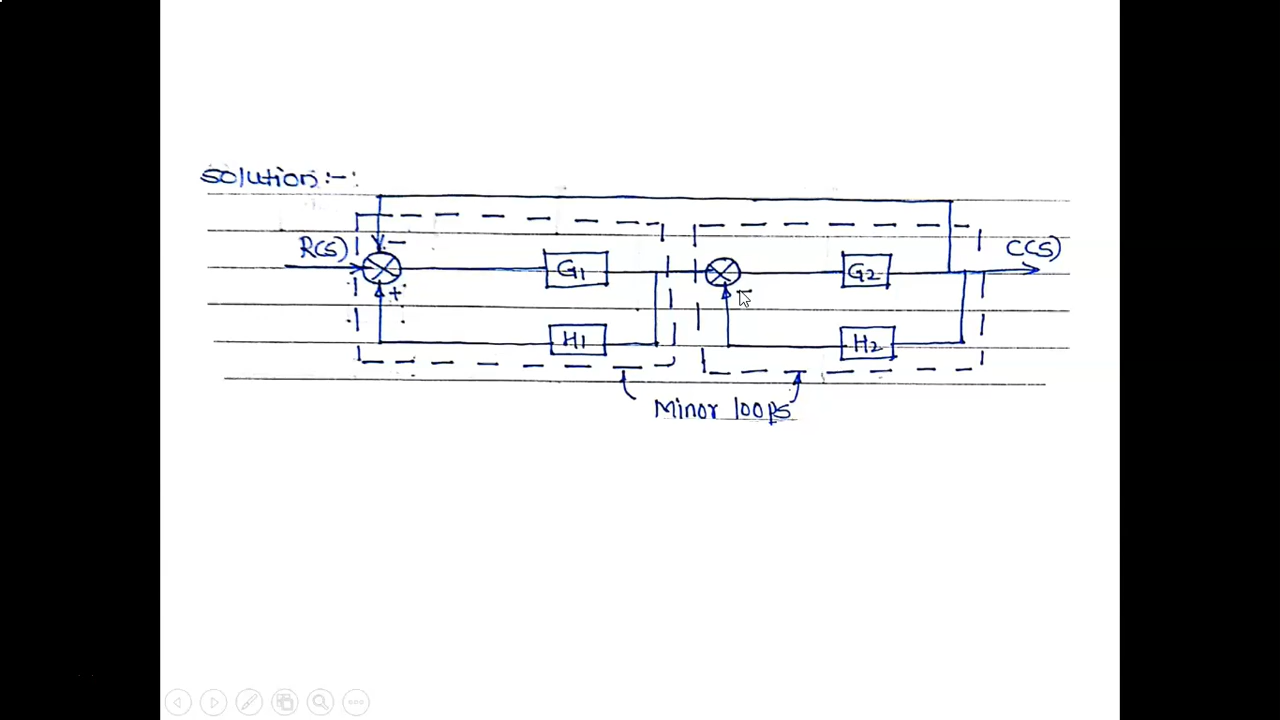 Solution :-
R(s) - G1 G2 C(s)
+ -
H1 H2
Minor loops